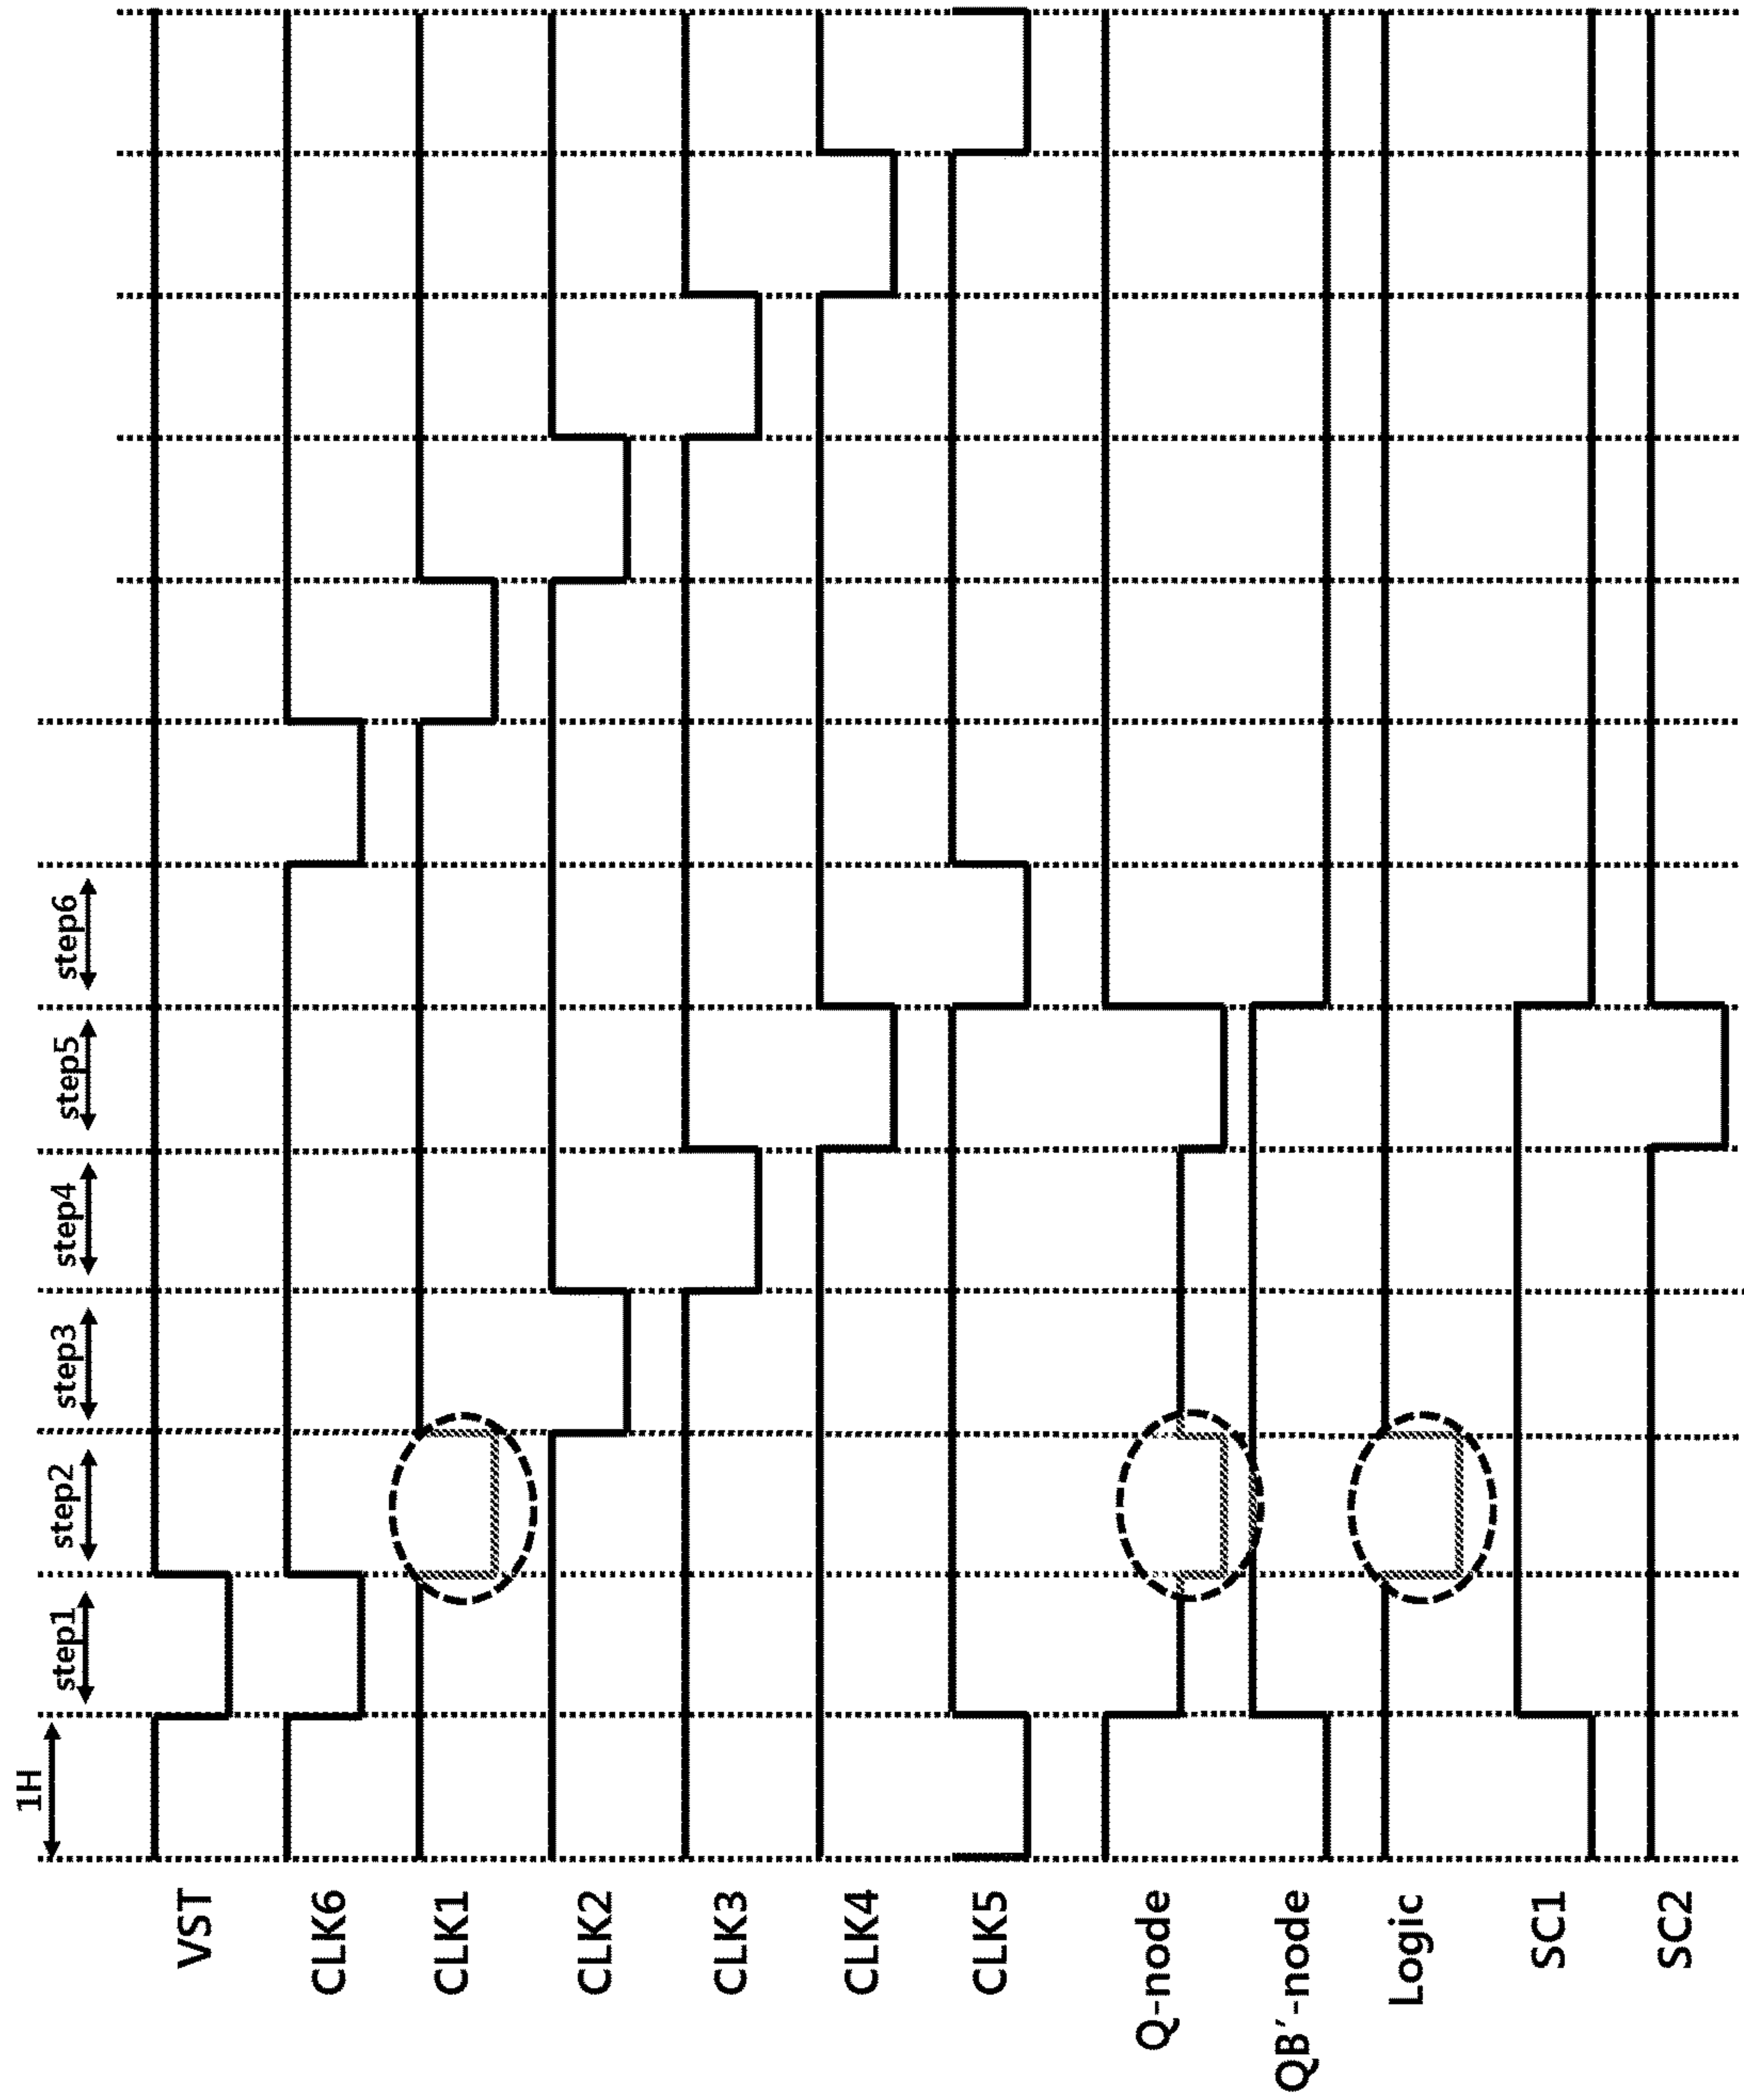 1H
step1
step2
step3
step4
step5
step6
VST
CLK6
CLK1
CLK2
CLK3
CLK4
CLK5
Q-node
QB′-node
Logic
SC1
SC2